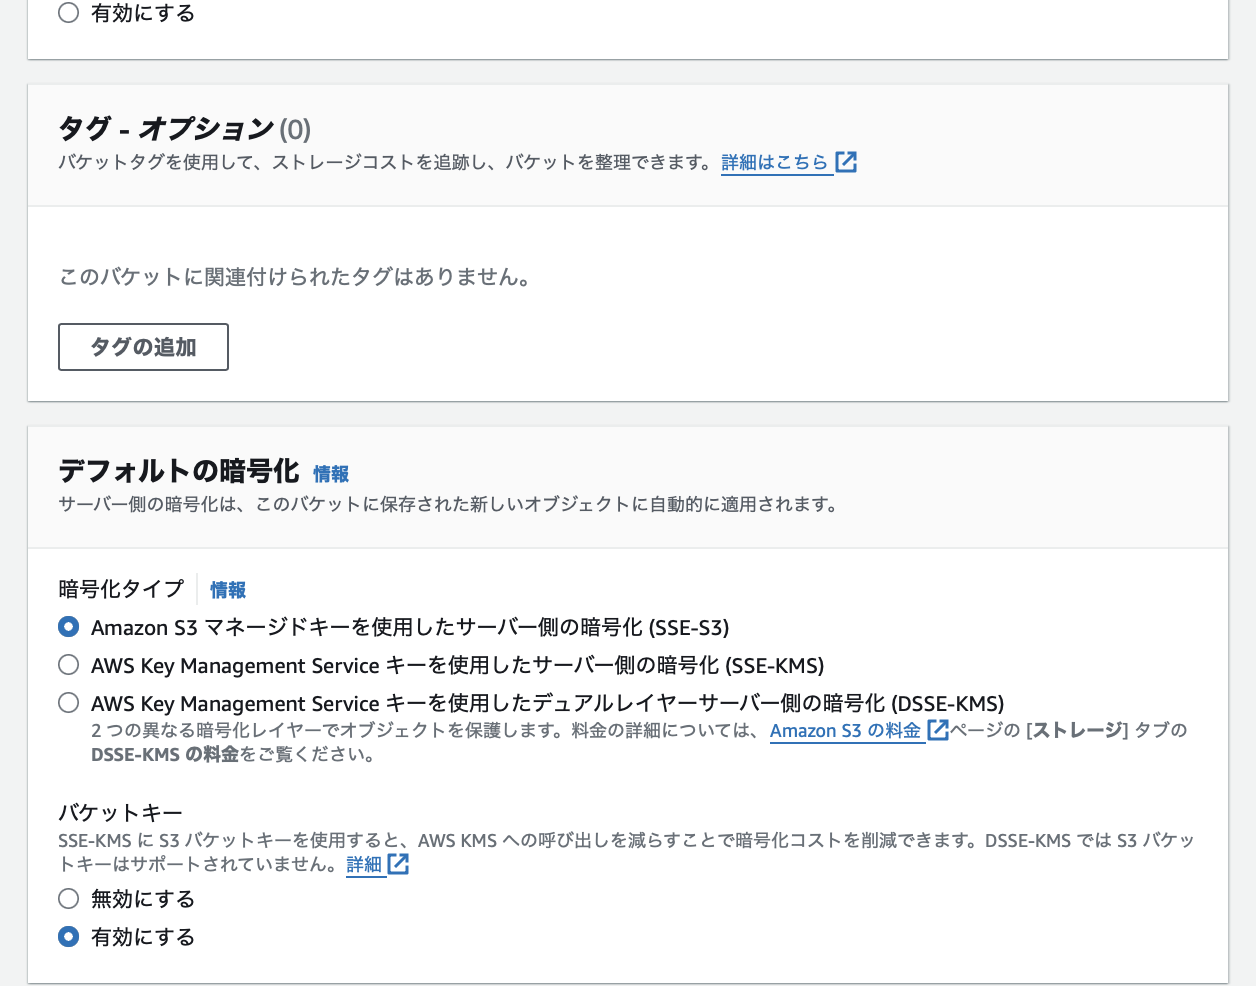 有効にする
タグ - オプション (0)
バケットタグを使用して、ストレージコストを追跡し、バケットを整理できます。詳細はこちら
このバケットに関連付けられたタグはありません。
タグの追加
デフォルトの暗号化 情報
サーバー側の暗号化は、このバケットに保存された新しいオブジェクトに自動的に適用されます。
暗号化タイプ 情報
Amazon S3 マネージドキーを使用したサーバー側の暗号化 (SSE-S3)
AWS Key Management Service キーを使用したサーバー側の暗号化 (SSE-KMS)
AWS Key Management Service キーを使用したデュアルレイヤーサーバー側の暗号化 (DSSE-KMS)
2 つの異なる暗号化レイヤーでオブジェクトを保護します。料金の詳細については、Amazon S3 の料金 ページの [ストレージ] タブの
DSSE-KMS の料金をご覧ください。
バケットキー
SSE-KMS に S3 バケットキーを使用すると、AWS KMS への呼び出しを減らすことで暗号化コストを削減できます。DSSE-KMS では S3 バケッ
トキーはサポートされていません。詳細
無効にする
有効にする